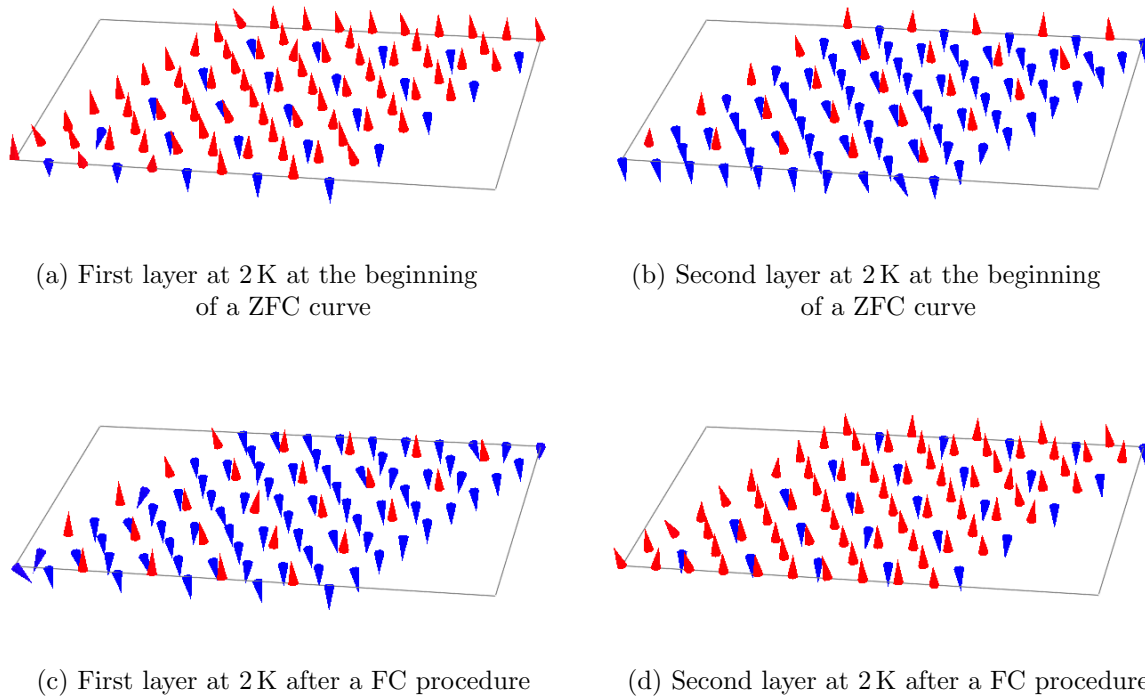 (a) First layer at 2 K at the beginning
of a ZFC curve
(b) Second layer at 2 K at the beginning
of a ZFC curve
(c) First layer at 2 K after a FC procedure
(d) Second layer at 2 K after a FC procedure